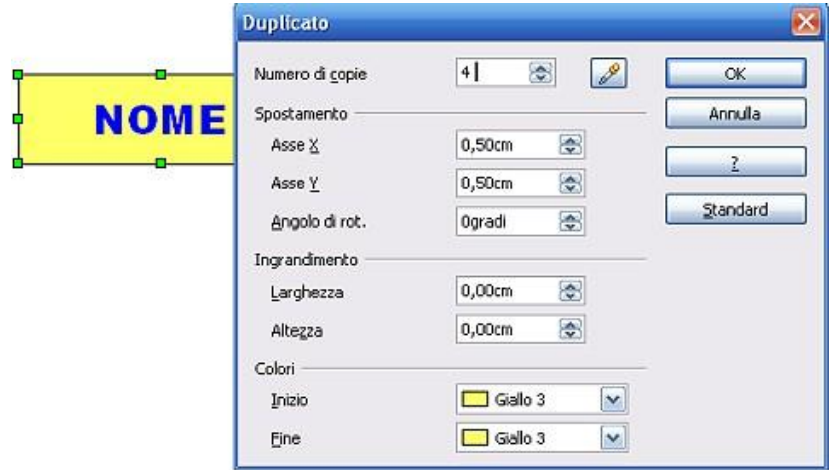 Duplicato
NOME
Numero di copie 4 OK
Spostamento Annulla
Asse X 0,50cm ?
Asse Y 0,50cm Standard
Angolo di rot. 0gradi
Ingrandimento
Larghezza 0,00cm
Altezza 0,00cm
Colori
Inizio Giallo 3
Fine Giallo 3